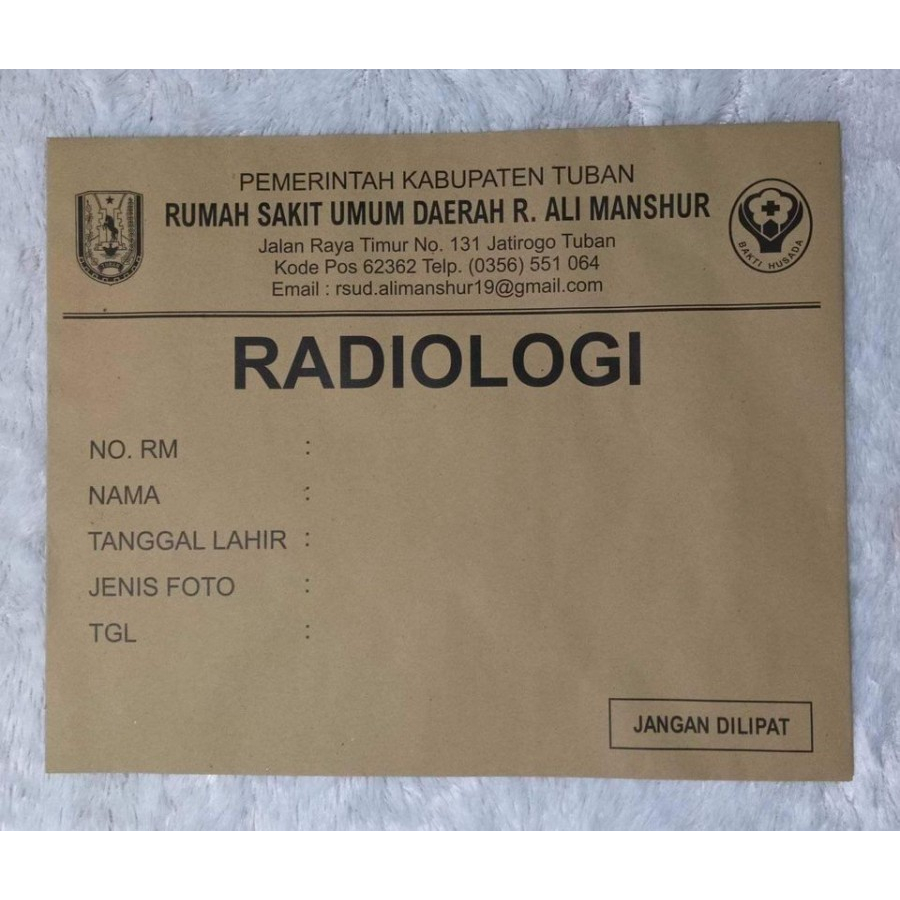 PEMERINTAH KABUPATEN TUBAN
RUMAH SAKIT UMUM DAERAH R. ALI MANSHUR
Jalan Raya Timur No. 131 Jatirogo Tuban
Kode Pos 62362 Telp. (0356) 551 064
Email : rsud.alimanshur19@gmail.com
BAKTI HUSADA
RADIOLOGI
NO. RM :
NAMA :
TANGGAL LAHIR :
JENIS FOTO :
TGL :
JANGAN DILIPAT